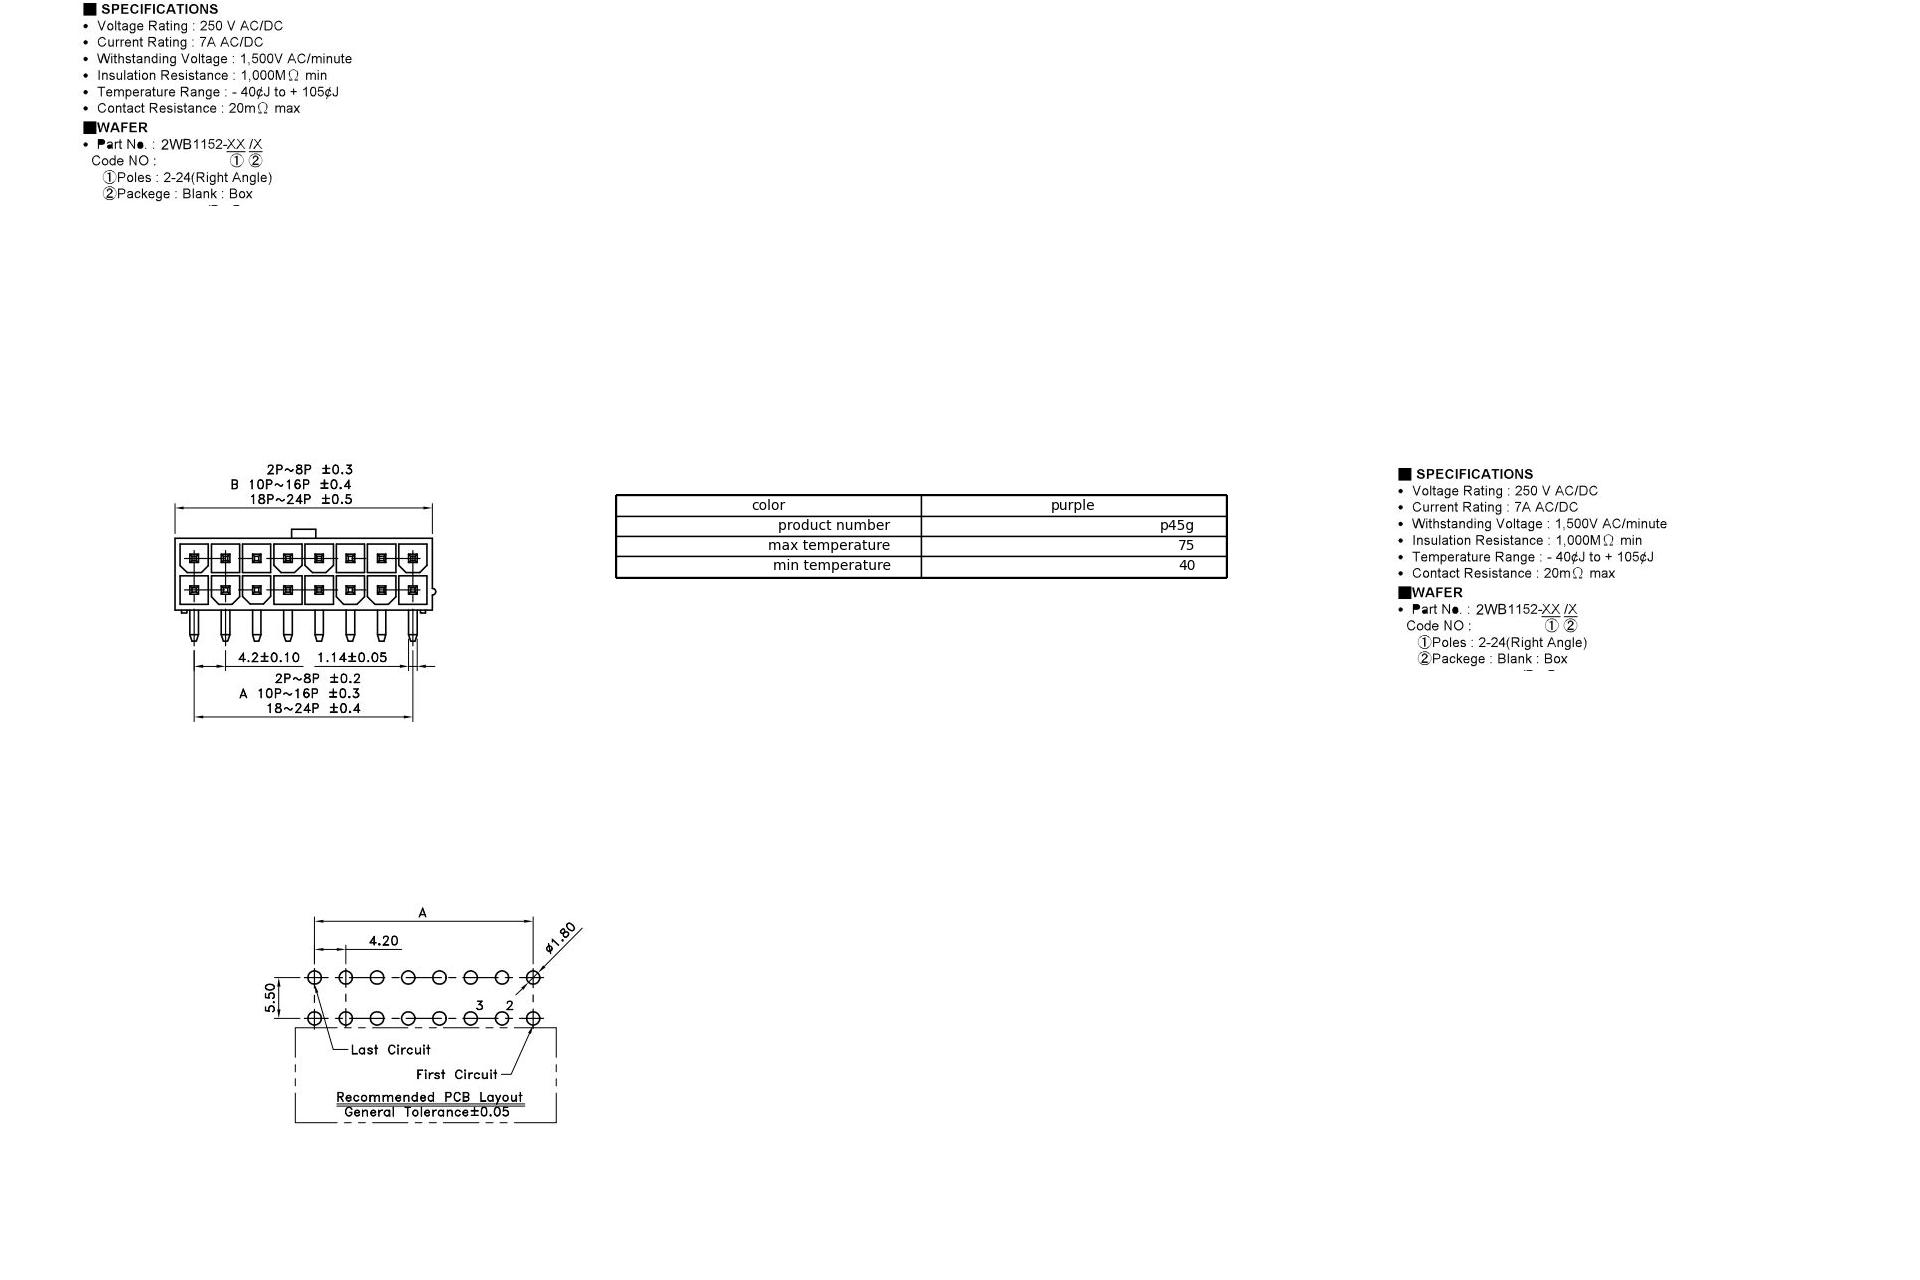 ■ SPECIFICATIONS
• Voltage Rating : 250 V AC/DC
• Current Rating : 7A AC/DC
• Withstanding Voltage : 1,500V AC/minute
• Insulation Resistance : 1,000MΩ min
• Temperature Range : - 40¢J to + 105¢J
• Contact Resistance : 20mΩ max
■WAFER
• Part No. : 2WB1152-XX /X
Code NO : ① ②
①Poles : 2-24(Right Angle)
②Packege : Blank : Box
2P~8P ±0.3
B 10P~16P ±0.4
18P~24P ±0.5
4.2±0.10 1.14±0.05
2P~8P ±0.2
A 10P~16P ±0.3
18~24P ±0.4
color purple
product number p45g
max temperature 75
min temperature 40
■ SPECIFICATIONS
• Voltage Rating : 250 V AC/DC
• Current Rating : 7A AC/DC
• Withstanding Voltage : 1,500V AC/minute
• Insulation Resistance : 1,000MΩ min
• Temperature Range : - 40¢J to + 105¢J
• Contact Resistance : 20mΩ max
■WAFER
• Part No. : 2WB1152-XX /X
Code NO : ① ②
①Poles : 2-24(Right Angle)
②Packege : Blank : Box
A
4.20
ø1.80
5.50
3 2
Last Circuit
First Circuit
Recommended PCB Layout
General Tolerance±0.05